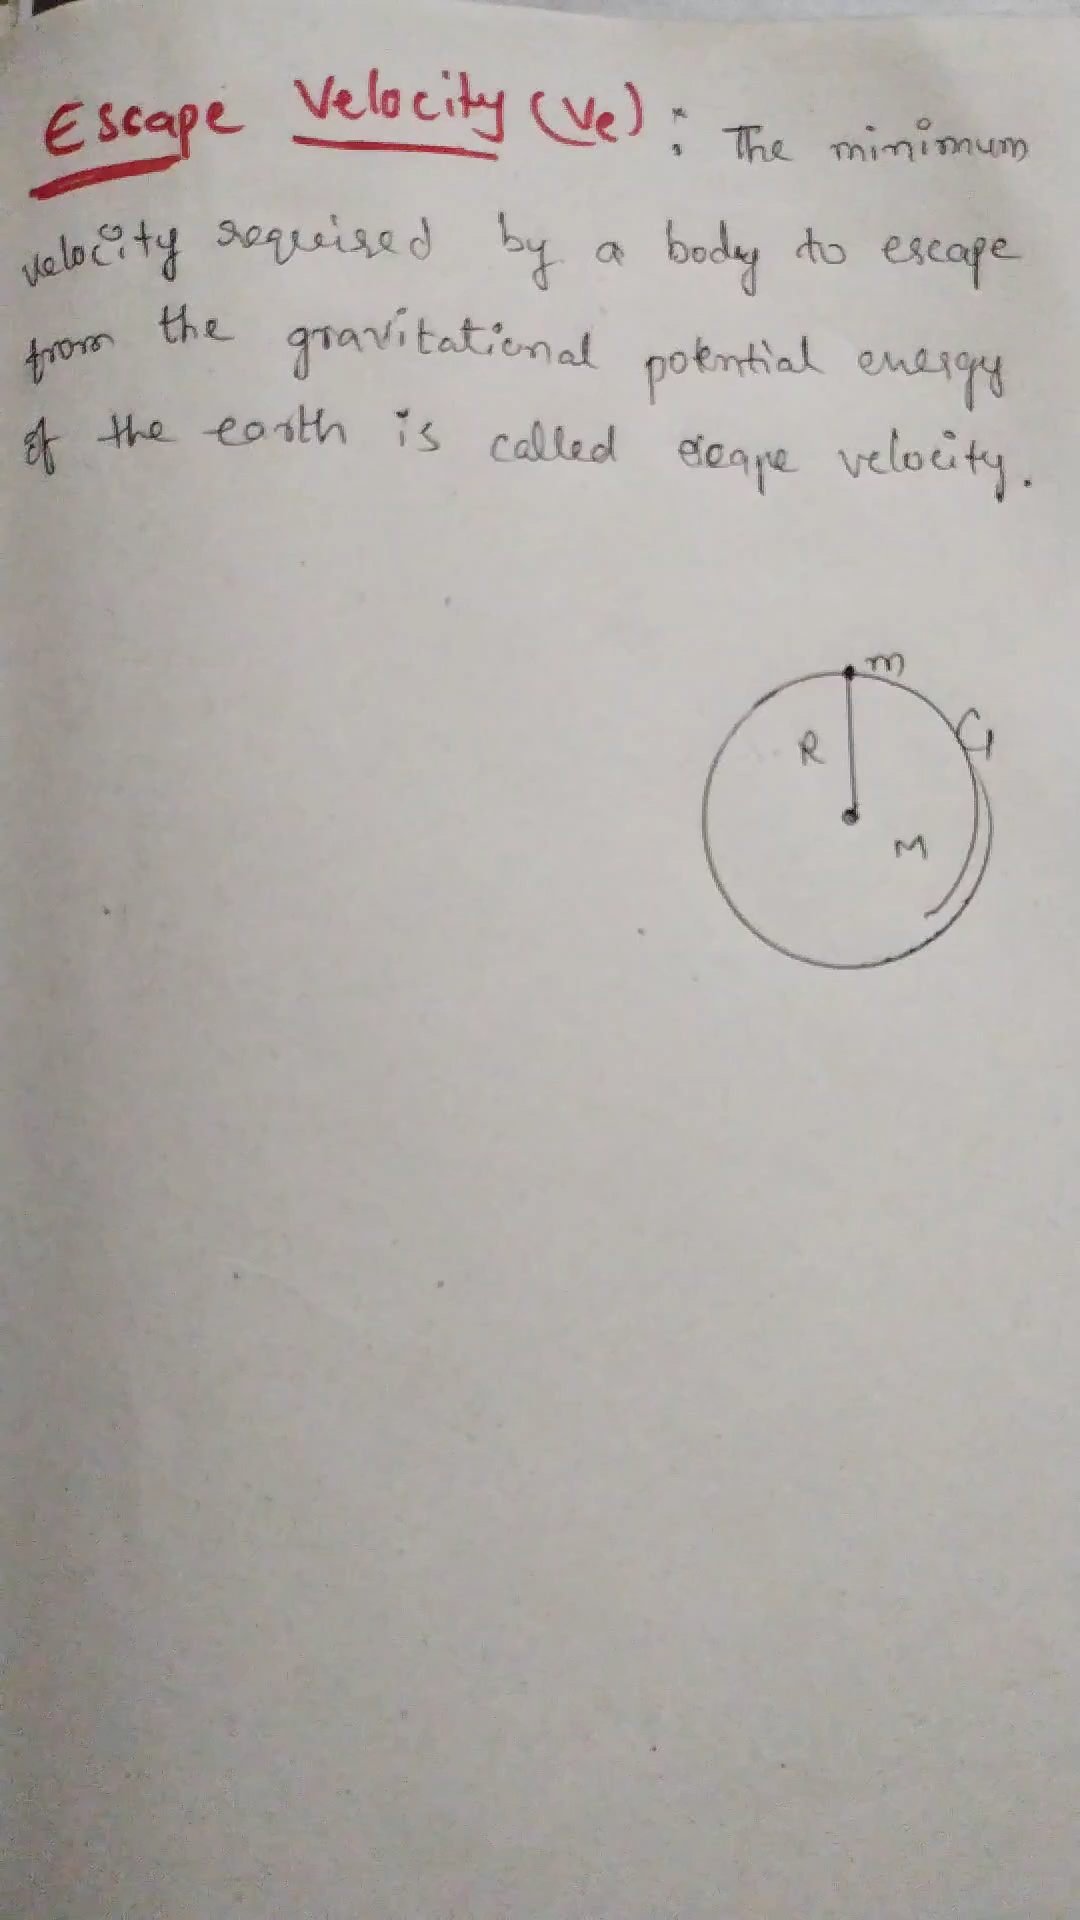 Escape Velocity (Ve) : The minimum
velocity required by a body to escape
from the gravitational potential energy
of the earth is called escape velocity.
m
G
R
M